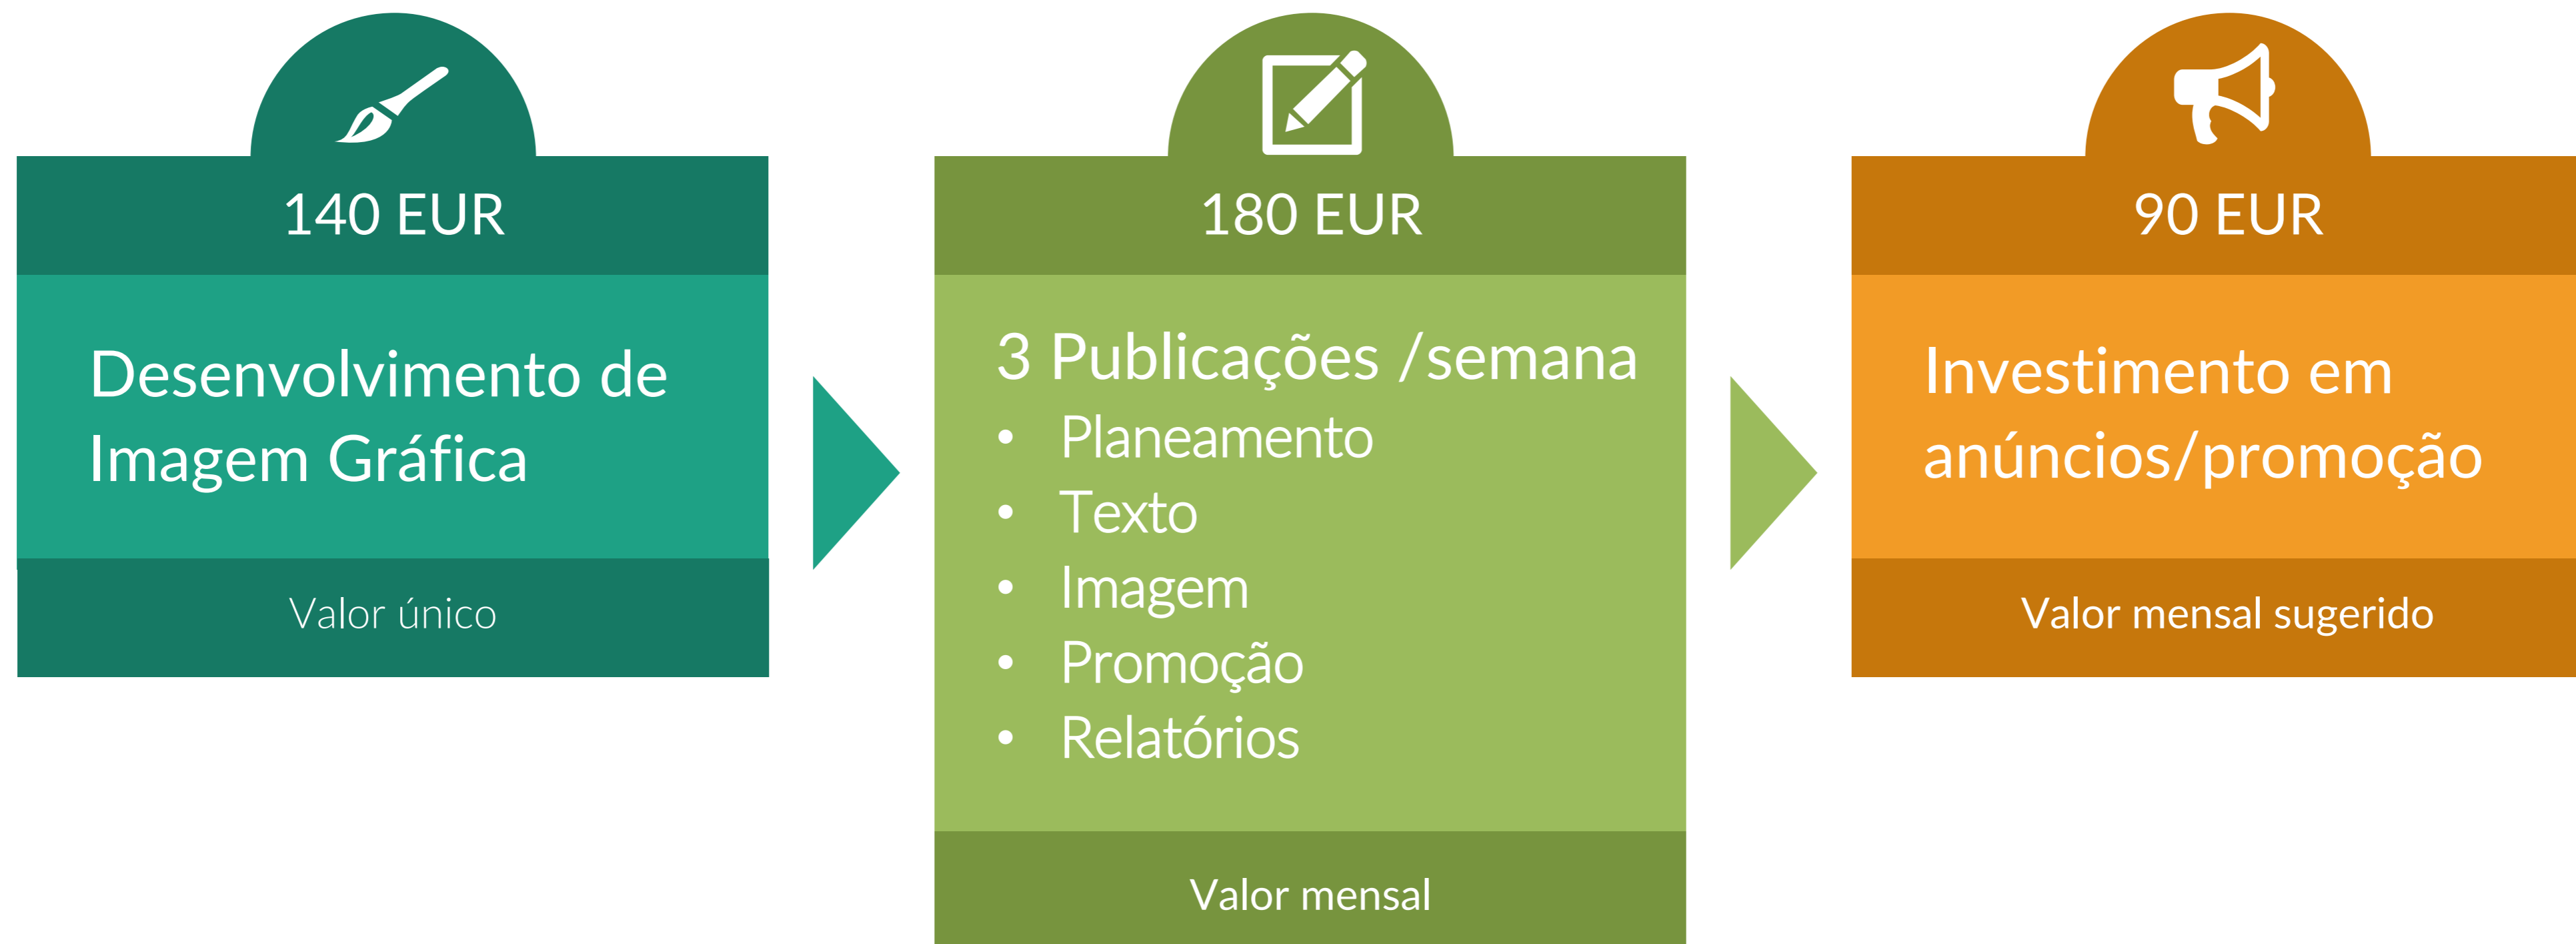 140 EUR
Desenvolvimento de
Imagem Gráfica
Valor único
180 EUR
3 Publicações /semana
• Planeamento
• Texto
• Imagem
• Promoção
• Relatórios
Valor mensal
90 EUR
Investimento em
anúncios/promoção
Valor mensal sugerido